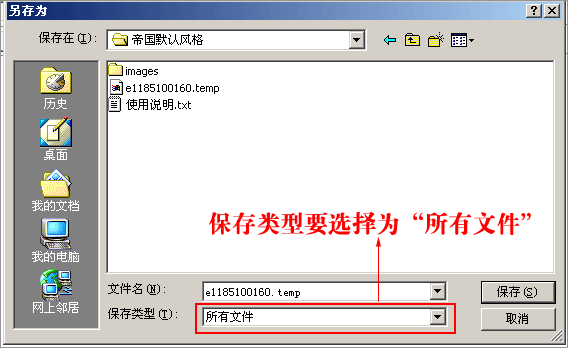 另存为
保存在(I):
帝国默认风格
images
e1185100160.temp
使用说明.txt
历史
桌面
我的文档
我的电脑
网上邻居
保存类型要选择为“所有文件”
文件名(N):
e1185100160.temp
保存(S)
保存类型(T):
所有文件
取消